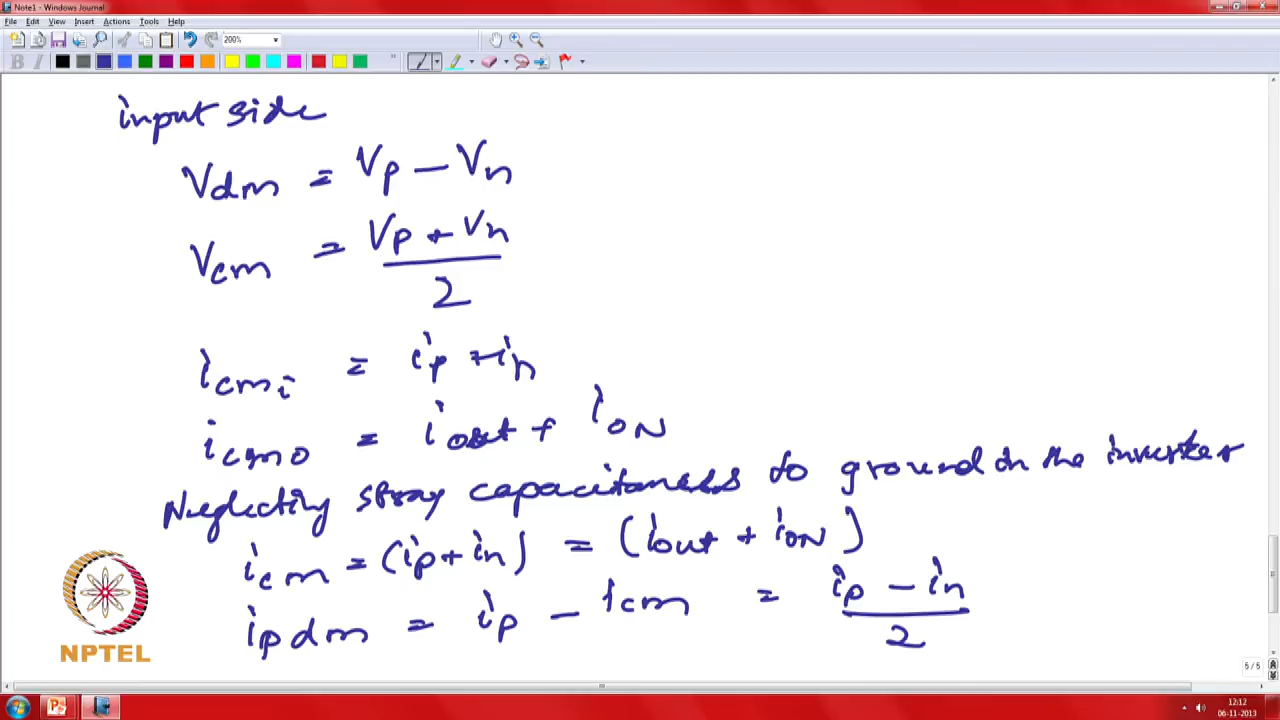 Note1 - Windows Journal
File Edit View Insert Actions Tools Help
200%
B I
input side
Vdm = Vp - Vn
Vcm = Vp + Vn
2
icmi = ip + in
icmo = iout + ioN
Neglecting stray capacitances to ground in the inverter
icm = (ip + in) = (iout + ioN)
ipdm = ip - icm = ip - in
2
NPTEL
5 / 5
12:12
06-11-2013